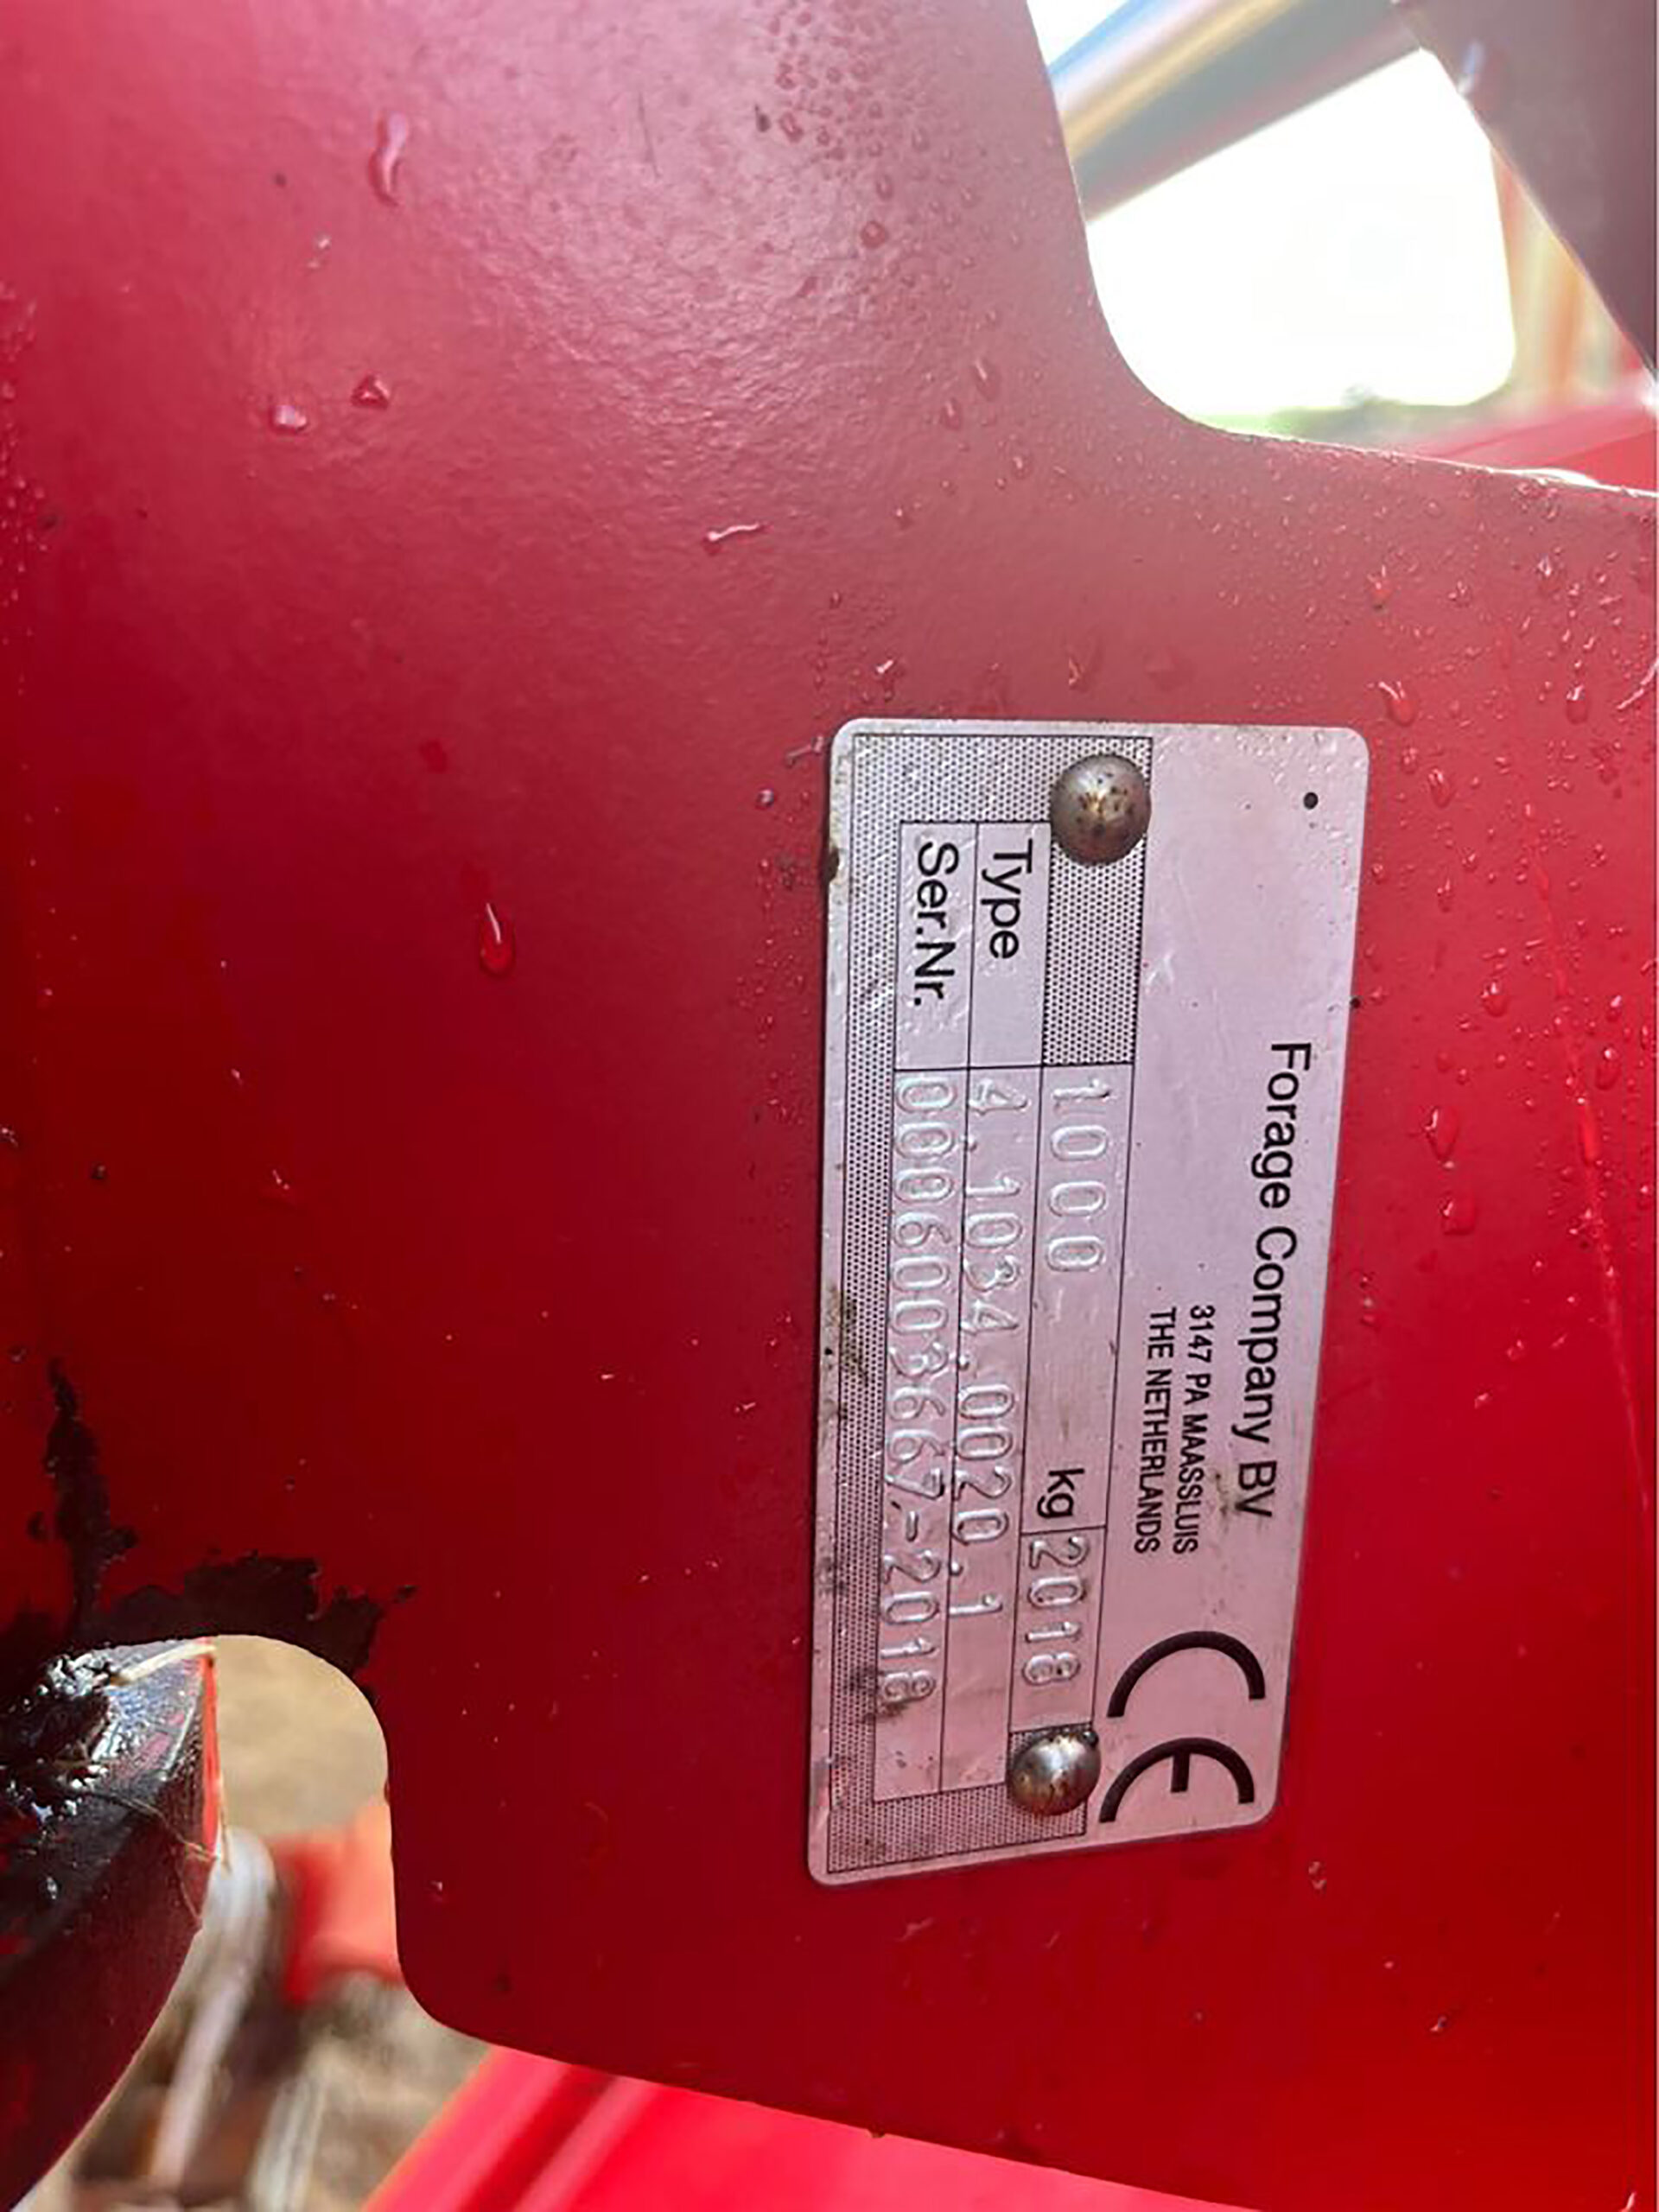 Forage Company BV
3147 PA MAASSLUIS
THE NETHERLANDS
CE
1000 kg 2018
Type 4.1034.0020.1
Ser.Nr. 00060003667-2018